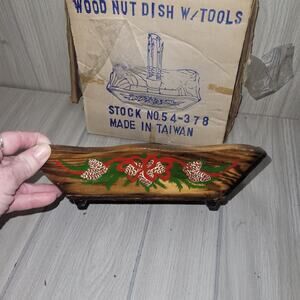 WOOD NUT DISH W/TOOLS
STOCK NO.54-378
MADE IN TAIWAN